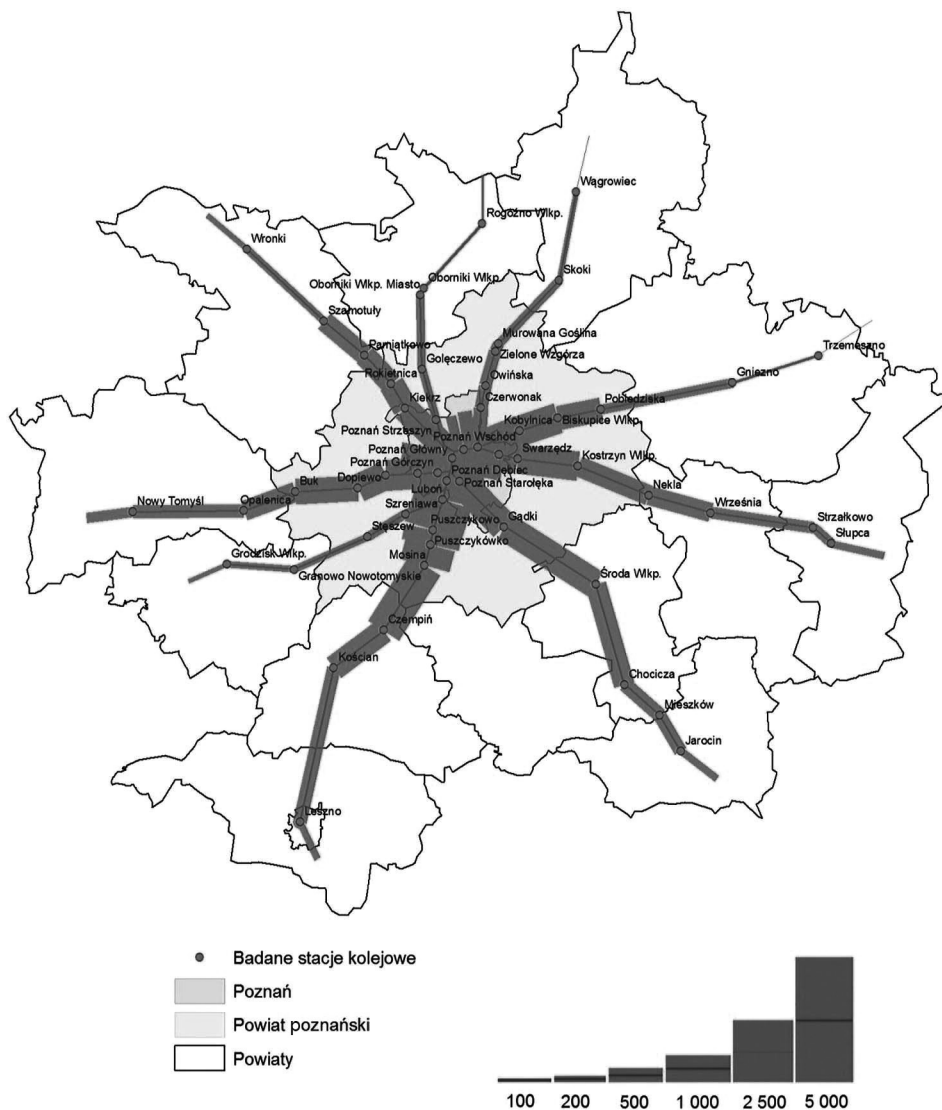 Wągrowiec
Rogoźno Wlkp.
Wronki
Skoki
Oborniki Wlkp.
Oborniki Wlkp. Miasto
Szamotuły
Murowana Goślina
Trzemeszno
Pamiątkowo
Zielone Wzgórza
Golęczewo
Rokietnica
Gniezno
Owińska
Kiekrz
Czerwonak
Pobiedziska
Kobylnica
Biskupice Wlkp.
Poznań Strzeszyn
Poznań Wschód
Poznań Główny
Swarzędz
Kostrzyn Wlkp.
Poznań Górczyn
Poznań Dębiec
Buk
Dopiewo
Luboń
Poznań Starołęka
Nekla
Nowy Tomyśl
Opalenica
Szreniawa
Września
Puszczykowo
Gądki
Strzałkowo
Stęszew
Słupca
Puszczykówko
Grodzisk Wlkp.
Mosina
Granowo Nowotomyskie
Środa Wlkp.
Czempiń
Kościan
Chocicza
Mieszków
Jarocin
Leszno
Badane stacje kolejowe
Poznań
Powiat poznański
Powiaty
100 200 500 1 000 2 500 5 000